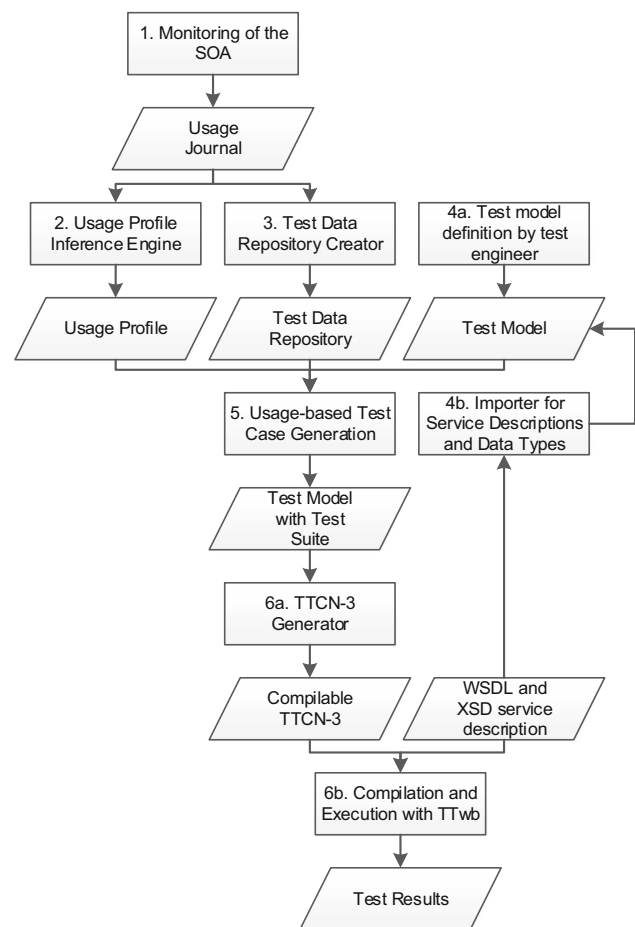 1. Monitoring of the
SOA
Usage
Journal
2. Usage Profile
Inference Engine
3. Test Data
Repository Creator
4a. Test model
definition by test
engineer
Usage Profile
Test Data
Repository
Test Model
5. Usage-based Test
Case Generation
4b. Importer for
Service Descriptions
and Data Types
Test Model
with Test
Suite
6a. TTCN-3
Generator
Compilable
TTCN-3
WSDL and
XSD service
description
6b. Compilation and
Execution with TTwb
Test Results